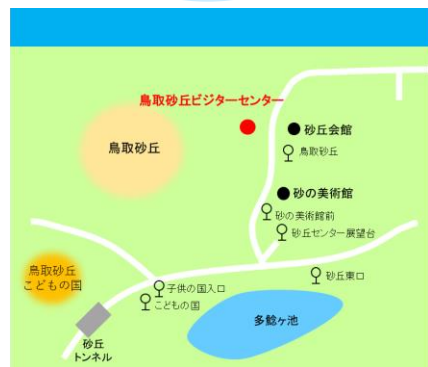 鳥取砂丘ビジターセンター
砂丘会館
鳥取砂丘
鳥取砂丘
砂の美術館
砂の美術館前
砂丘センター展望台
鳥取砂丘
こどもの国
子供の国入口
こどもの国
砂丘東口
多鯰ヶ池
砂丘
トンネル